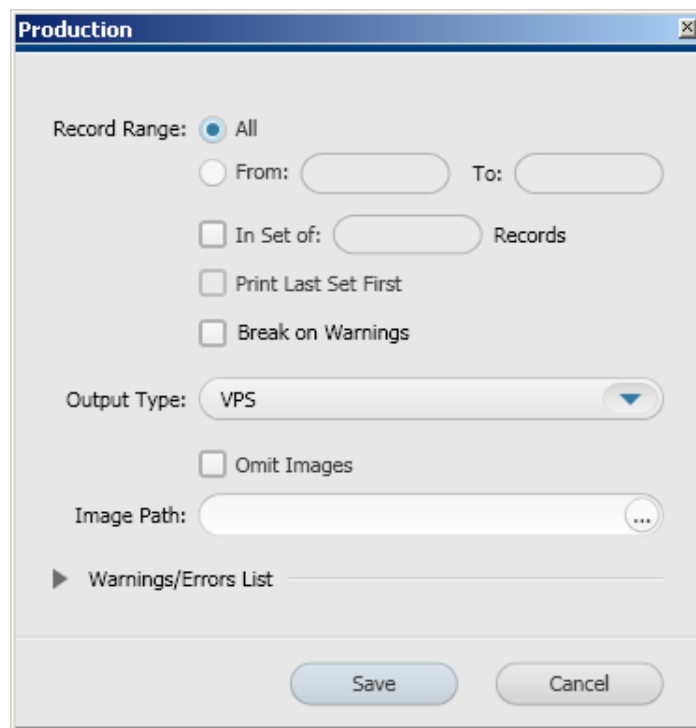 Production
Record Range: All
From: To:
In Set of: Records
Print Last Set First
Break on Warnings
Output Type: VPS
Omit Images
Image Path: ...
Warnings/Errors List
Save Cancel